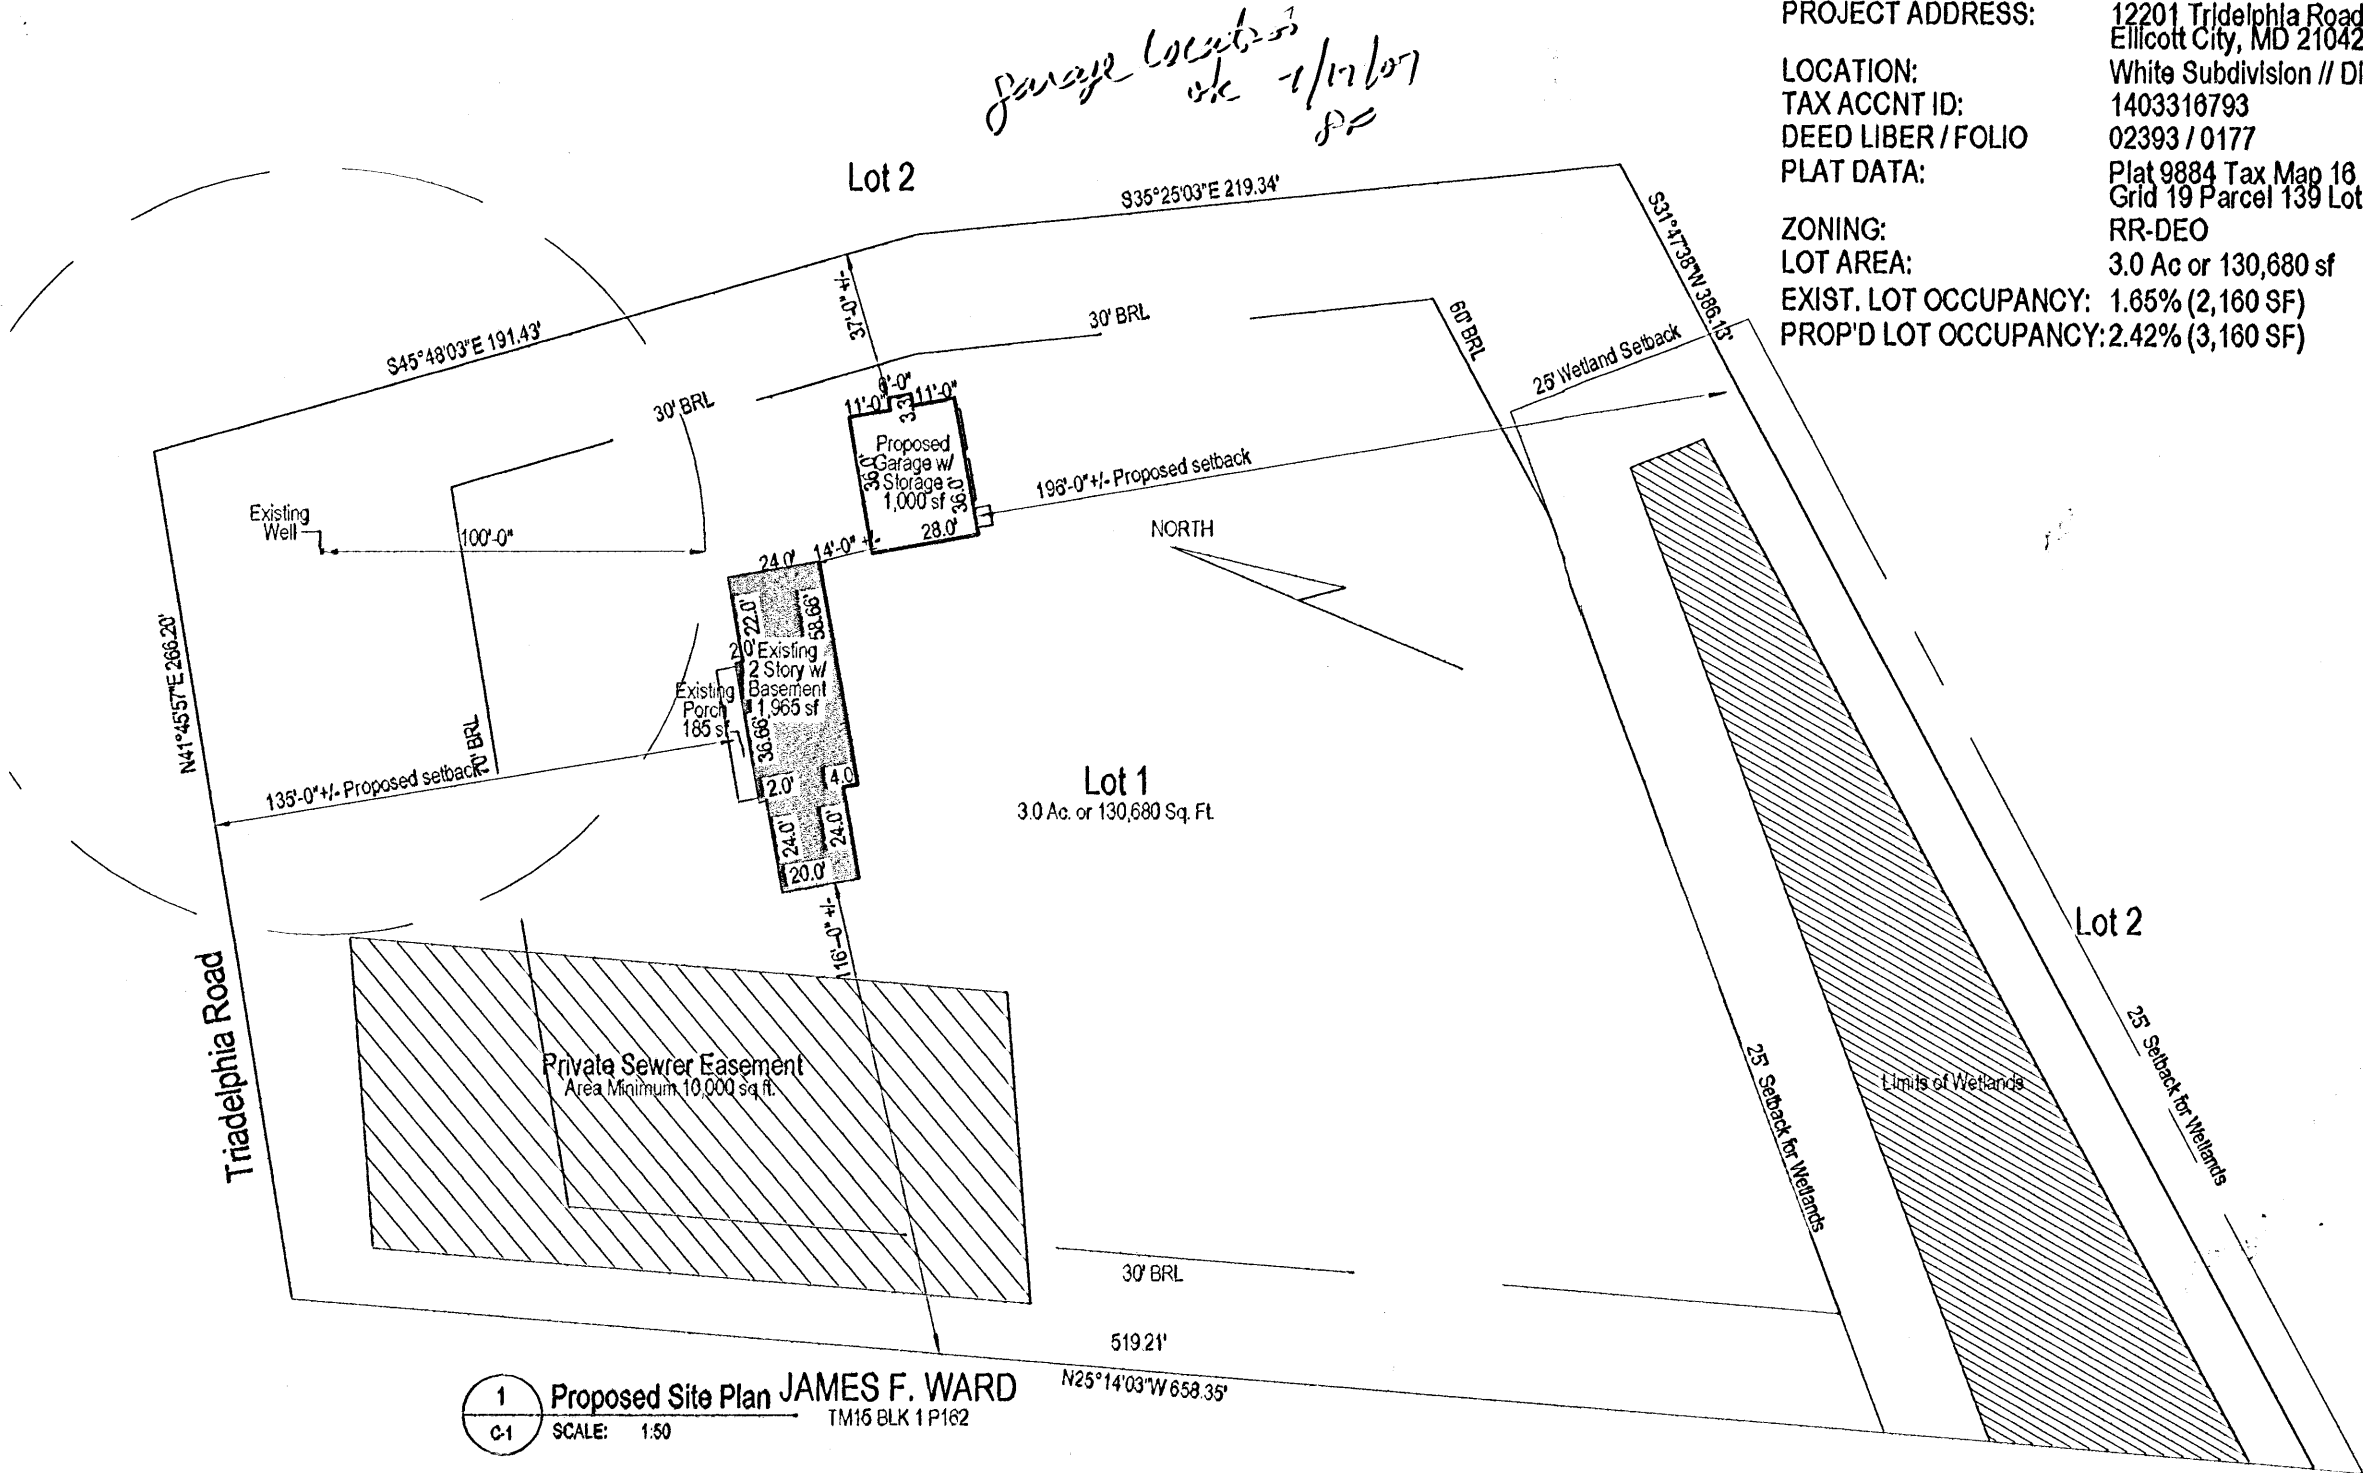 garage location
ok 1/17/07
PROJECT ADDRESS: 12201 Tridelphia Road
Ellicott City, MD 21042
LOCATION: White Subdivision // Di
TAX ACCNT ID: 1403316793
DEED LIBER / FOLIO 02393 / 0177
PLAT DATA: Plat 9884 Tax Map 16
Grid 19 Parcel 139 Lot
ZONING: RR-DEO
LOT AREA: 3.0 Ac or 130,680 sf
EXIST. LOT OCCUPANCY: 1.65% (2,160 SF)
PROP'D LOT OCCUPANCY: 2.42% (3,160 SF)
Lot 2
S35°25'03"E 219.34'
S31°47'38"W 386.13'
S45°48'03"E 191.43'
37'-0" +/-
30' BRL
60' BRL
25' Wetland Setback
30' BRL
6'-0"
11'-0"
11'-0"
3.3'
Proposed
Garage w/
Storage
1,000 sf
36.0'
36.0'
28.0'
196'-0"+/- Proposed setback
Existing
Well
100'-0"
14'-0" +/-
NORTH
24.0'
22.0'
58.66'
2.0'
Existing
2 Story w/
Basement
1,965 sf
Existing
Porch
185 sf
36.66'
N41°45'57"E 266.20'
70' BRL
135'-0"+/- Proposed setback
2.0'
4.0'
24.0'
24.0'
20.0'
Lot 1
3.0 Ac. or 130,680 Sq. Ft.
116'-0" +/-
Lot 2
Triadelphia Road
Private Sewrer Easement
Area Minimum 10,000 sq ft.
25' Setback for Wetlands
Limits of Wetlands
25' Setback for Wetlands
30' BRL
519.21'
N25°14'03"W 658.35'
1
C-1
Proposed Site Plan
SCALE: 1:50
JAMES F. WARD
TM15 BLK 1 P162